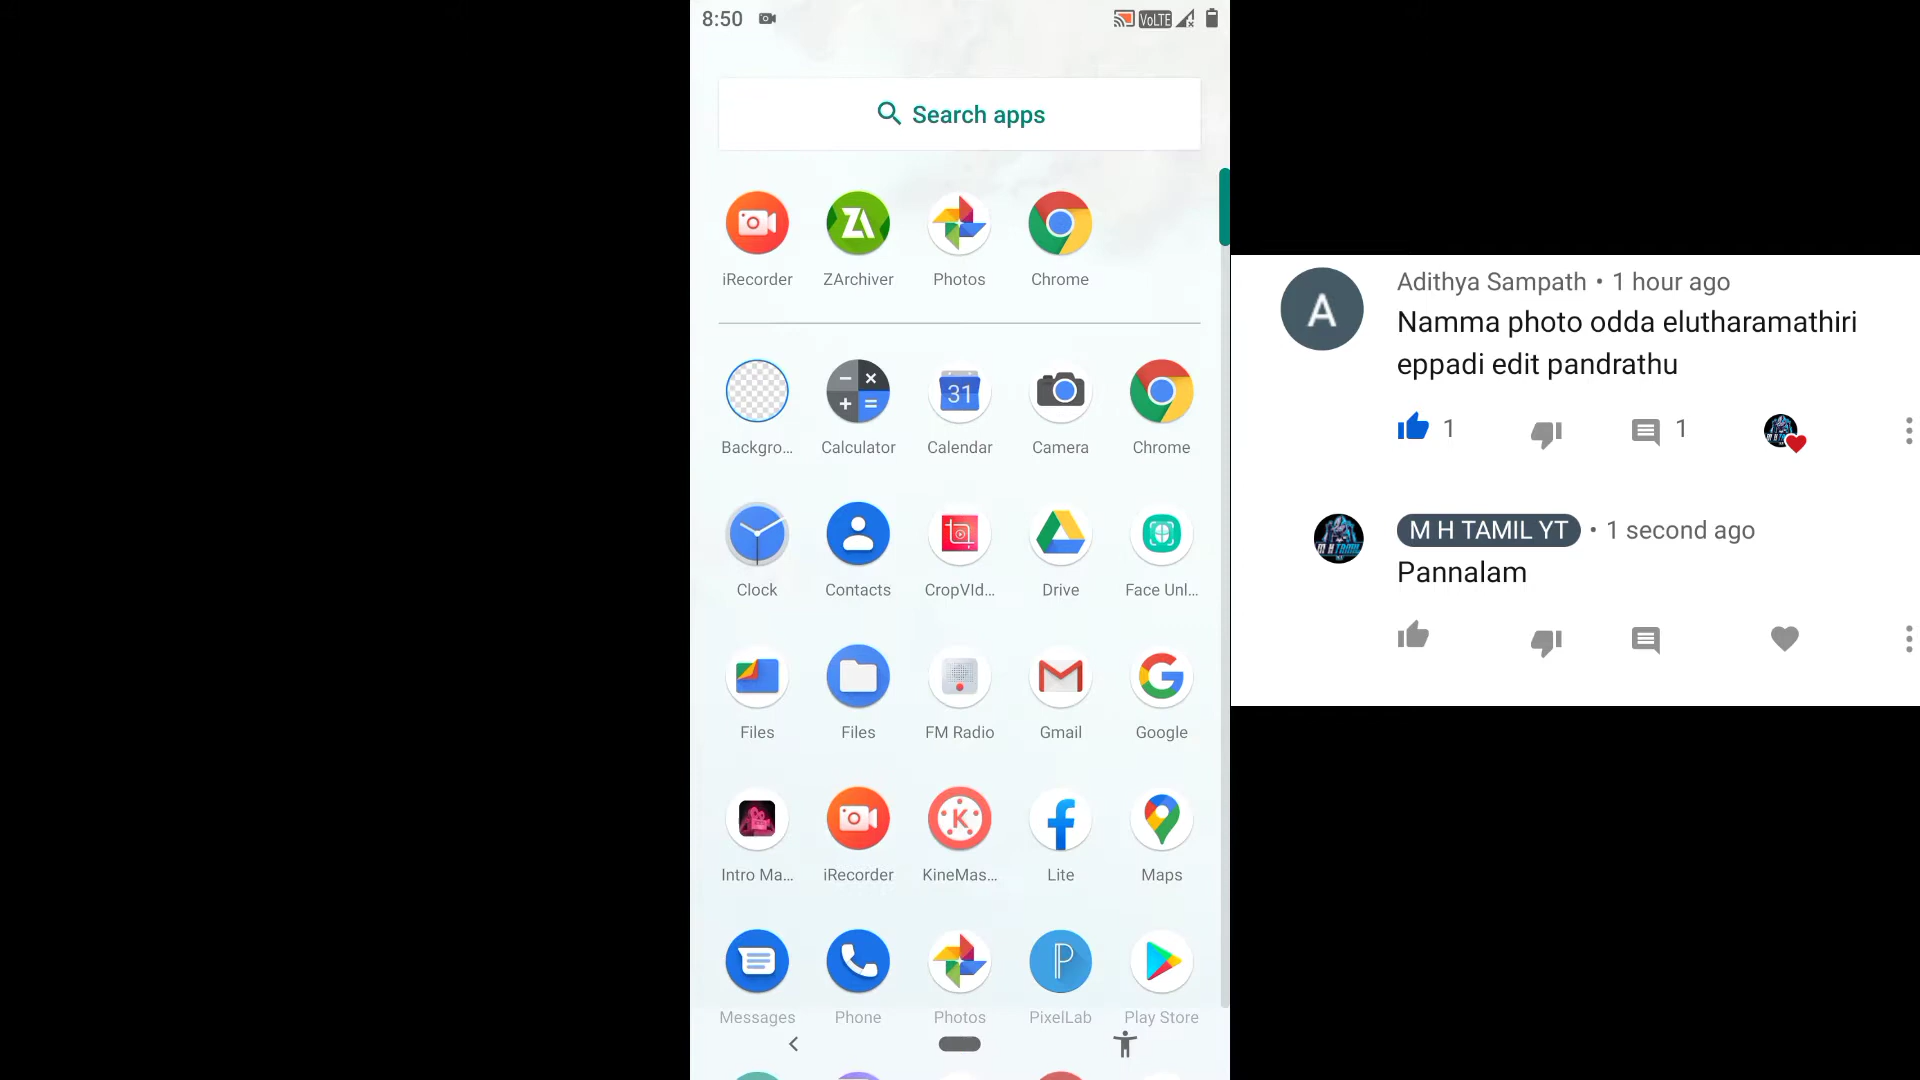 8:50
VoLTE
Search apps
iRecorder
ZArchiver
Photos
Chrome
31
Backgro...
Calculator
Calendar
Camera
Chrome
Clock
Contacts
CropVId...
Drive
Face Unl...
Files
Files
FM Radio
Gmail
Google
Intro Ma...
iRecorder
KineMas...
Lite
Maps
Messages
Phone
Photos
PixelLab
Play Store
A
Adithya Sampath • 1 hour ago
Namma photo odda elutharamathiri
eppadi edit pandrathu
1
1
M H TAMIL YT • 1 second ago
Pannalam